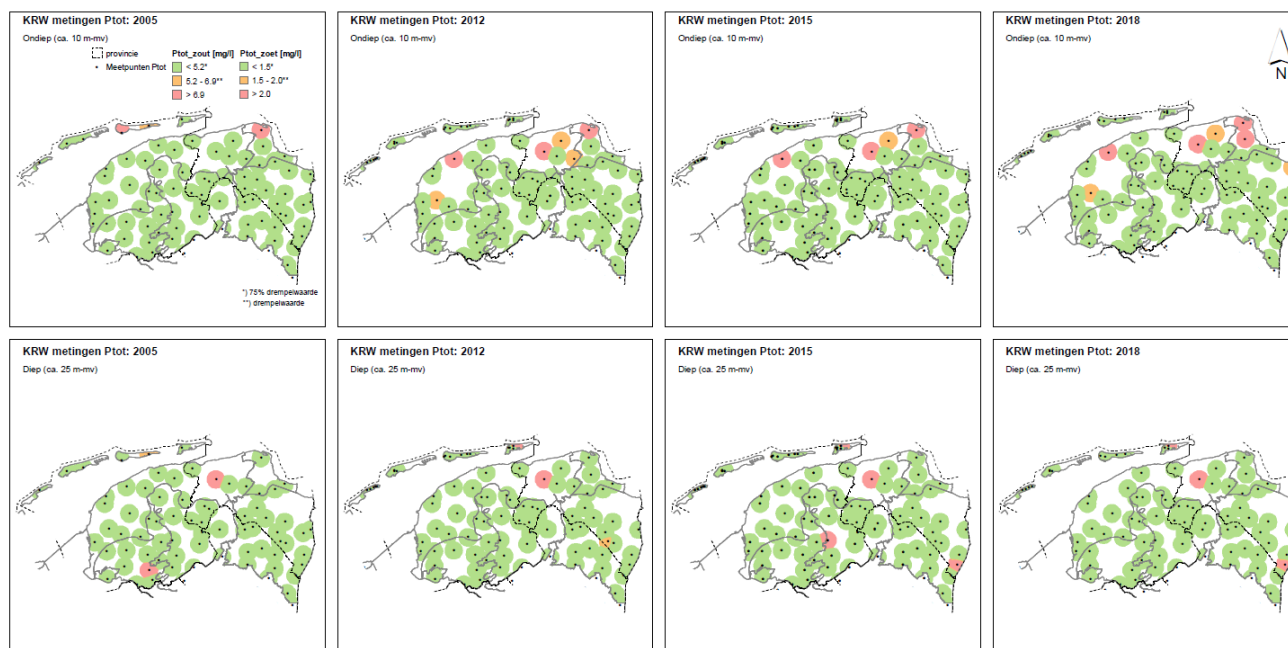 KRW metingen Ptot: 2005
Ondiep (ca. 10 m-mv)
provincie
Meetpunten Ptot
Ptot_zout [mg/l]
< 5.2*
5.2 - 6.9**
> 6.9
Ptot_zoet [mg/l]
< 1.5*
1.5 - 2.0**
> 2.0
*) 75% drempelwaarde
**) drempelwaarde
KRW metingen Ptot: 2012
Ondiep (ca. 10 m-mv)
KRW metingen Ptot: 2015
Ondiep (ca. 10 m-mv)
KRW metingen Ptot: 2018
Ondiep (ca. 10 m-mv)
N
KRW metingen Ptot: 2005
Diep (ca. 25 m-mv)
KRW metingen Ptot: 2012
Diep (ca. 25 m-mv)
KRW metingen Ptot: 2015
Diep (ca. 25 m-mv)
KRW metingen Ptot: 2018
Diep (ca. 25 m-mv)